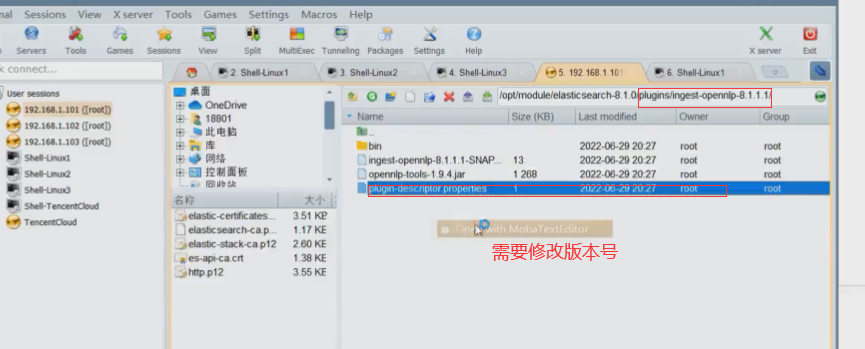 nal Sessions View X server Tools Games Settings Macros Help
Servers Tools Games Sessions View Split MultiExec Tunneling Packages Settings Help X server Exit
k connect...
2. Shell-Linux1 3. Shell-Linux2 4. Shell-Linux3 5. 192.168.1.101 6. Shell-Linux1
User sessions
192.168.1.101 ([root])
192.168.1.102 ([root])
192.168.1.103 ([root])
Shell-Linux1
Shell-Linux2
Shell-Linux3
Shell-TencentCloud
TencentCloud
桌面
OneDrive
18801
此电脑
库
网络
控制面板
回收站
名称 大小
elastic-certificates... 3.51 KB
elasticsearch-ca.p... 1.17 KE
elastic-stack-ca.p12 2.60 KE
es-api-ca.crt 1.38 KE
http.p12 3.55 KE
/opt/module/elasticsearch-8.1.0/plugins/ingest-opennlp-8.1.1.1/
Name Size (KB) Last modified Owner Group
..
bin 2022-06-29 20:27 root root
ingest-opennlp-8.1.1.1-SNAP... 13 2022-06-29 20:27 root root
opennlp-tools-1.9.4.jar 1 268 2022-06-29 20:27 root root
plugin-descriptor.properties 1 2022-06-29 20:27 root root
Open with MobaTextEditor
需要修改版本号